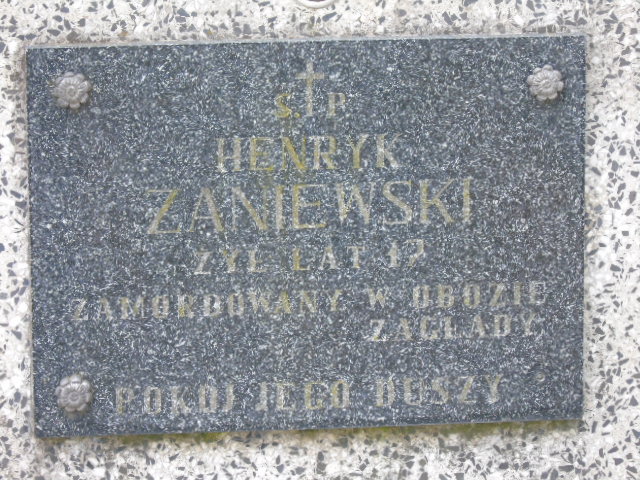 Ś. P.
HENRYK
ZANIEWSKI
ŻYŁ LAT 17
ZAMORDOWANY W OBOZIE
ZAGŁADY
POKÓJ JEGO DUSZY